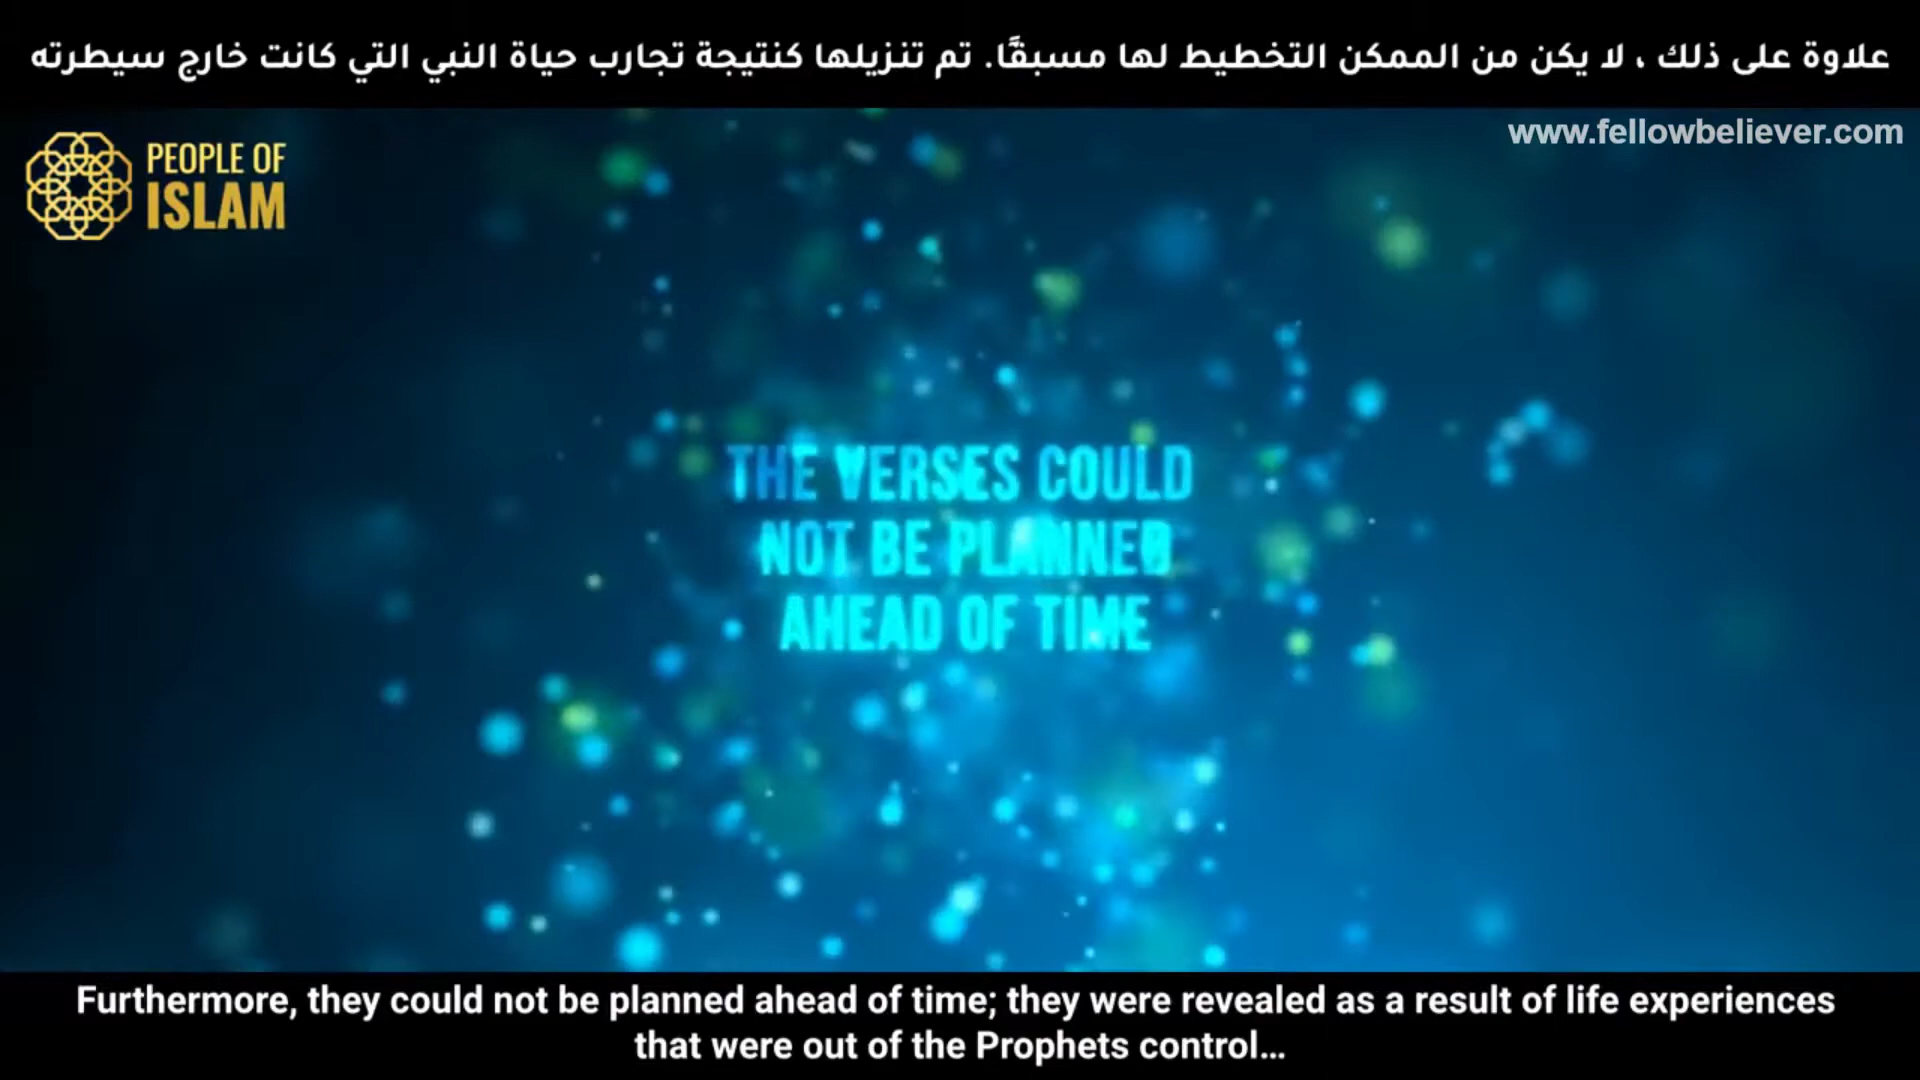 علاوة على ذلك ، لا يكن من الممكن التخطيط لها مسبقًا. تم تنزيلها كنتيجة تجارب حياة النبي التي كانت خارج سيطرته
www.fellowbeliever.com
PEOPLE OF
ISLAM
THE VERSES COULD
NOT BE PLANNED
AHEAD OF TIME
Furthermore, they could not be planned ahead of time; they were revealed as a result of life experiences
that were out of the Prophets control...